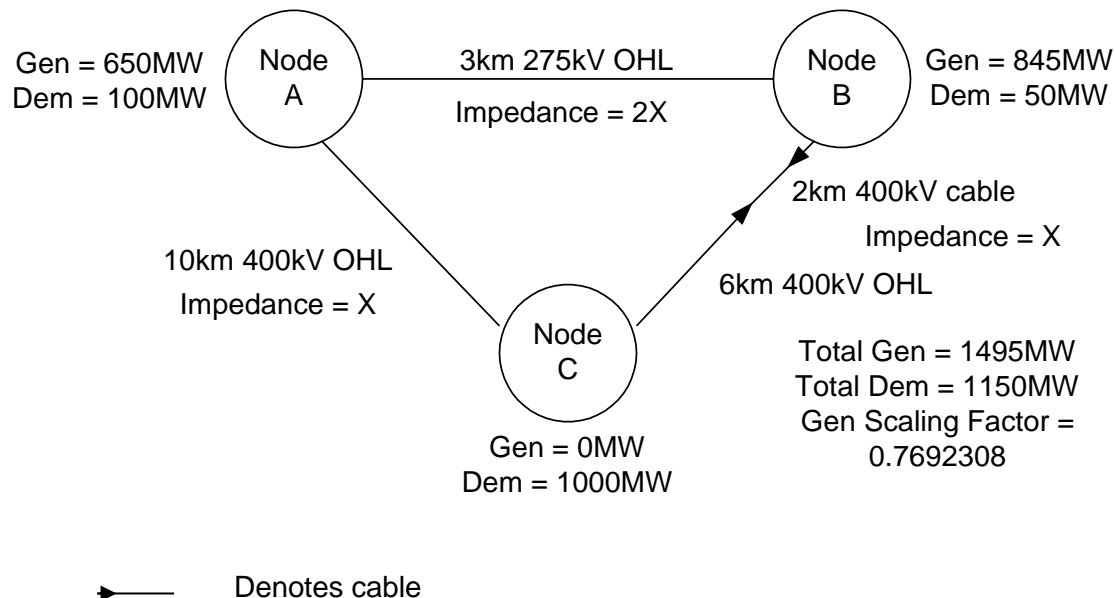 Gen = 650MW
Dem = 100MW
Node
A
3km 275kV OHL
Impedance = 2X
Node
B
Gen = 845MW
Dem = 50MW
2km 400kV cable
Impedance = X
10km 400kV OHL
Impedance = X
6km 400kV OHL
Node
C
Total Gen = 1495MW
Total Dem = 1150MW
Gen Scaling Factor =
0.7692308
Gen = 0MW
Dem = 1000MW
Denotes cable